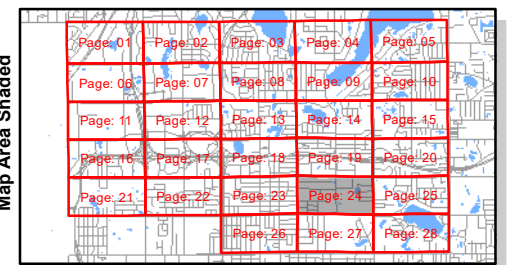 Map Area Shaded
Page: 01 Page: 02 Page: 03 Page: 04 Page: 05
Page: 06 Page: 07 Page: 08 Page: 09 Page: 10
Page: 11 Page: 12 Page: 13 Page: 14 Page: 15
Page: 16 Page: 17 Page: 18 Page: 19 Page: 20
Page: 21 Page: 22 Page: 23 Page: 24 Page: 25
Page: 26 Page: 27 Page: 28